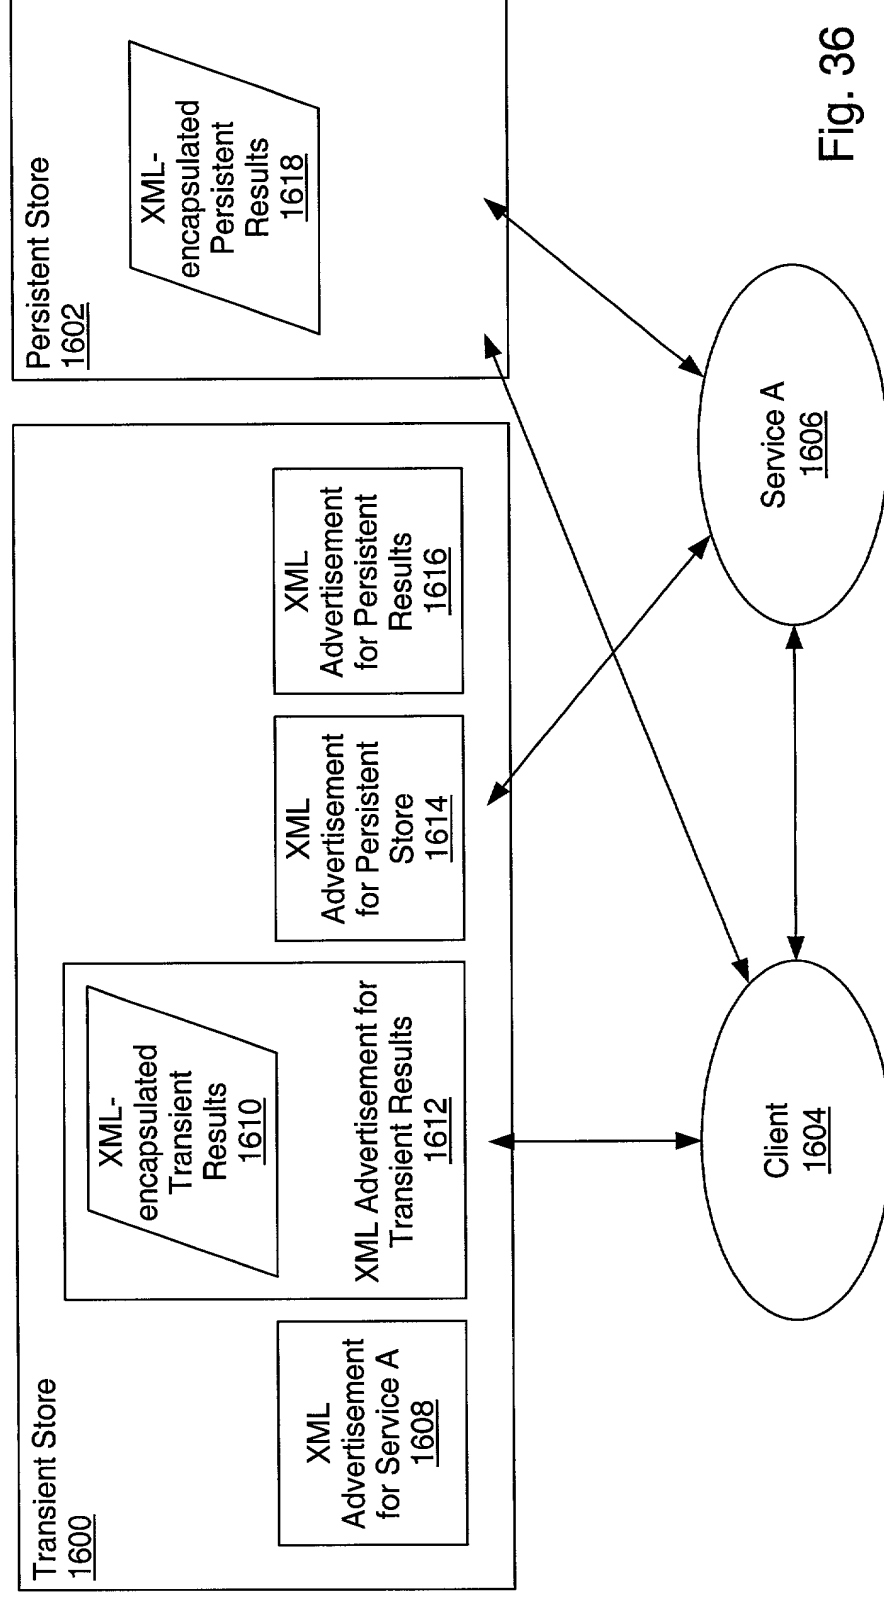 Transient Store
1600
XML
Advertisement
for Service A
1608
XML-
encapsulated
Transient
Results
1610
XML Advertisement for
Transient Results
1612
XML
Advertisement
for Persistent
Store
1614
XML
Advertisement
for Persistent
Results
1616
Persistent Store
1602
XML-
encapsulated
Persistent
Results
1618
Client
1604
Service A
1606
Fig. 36